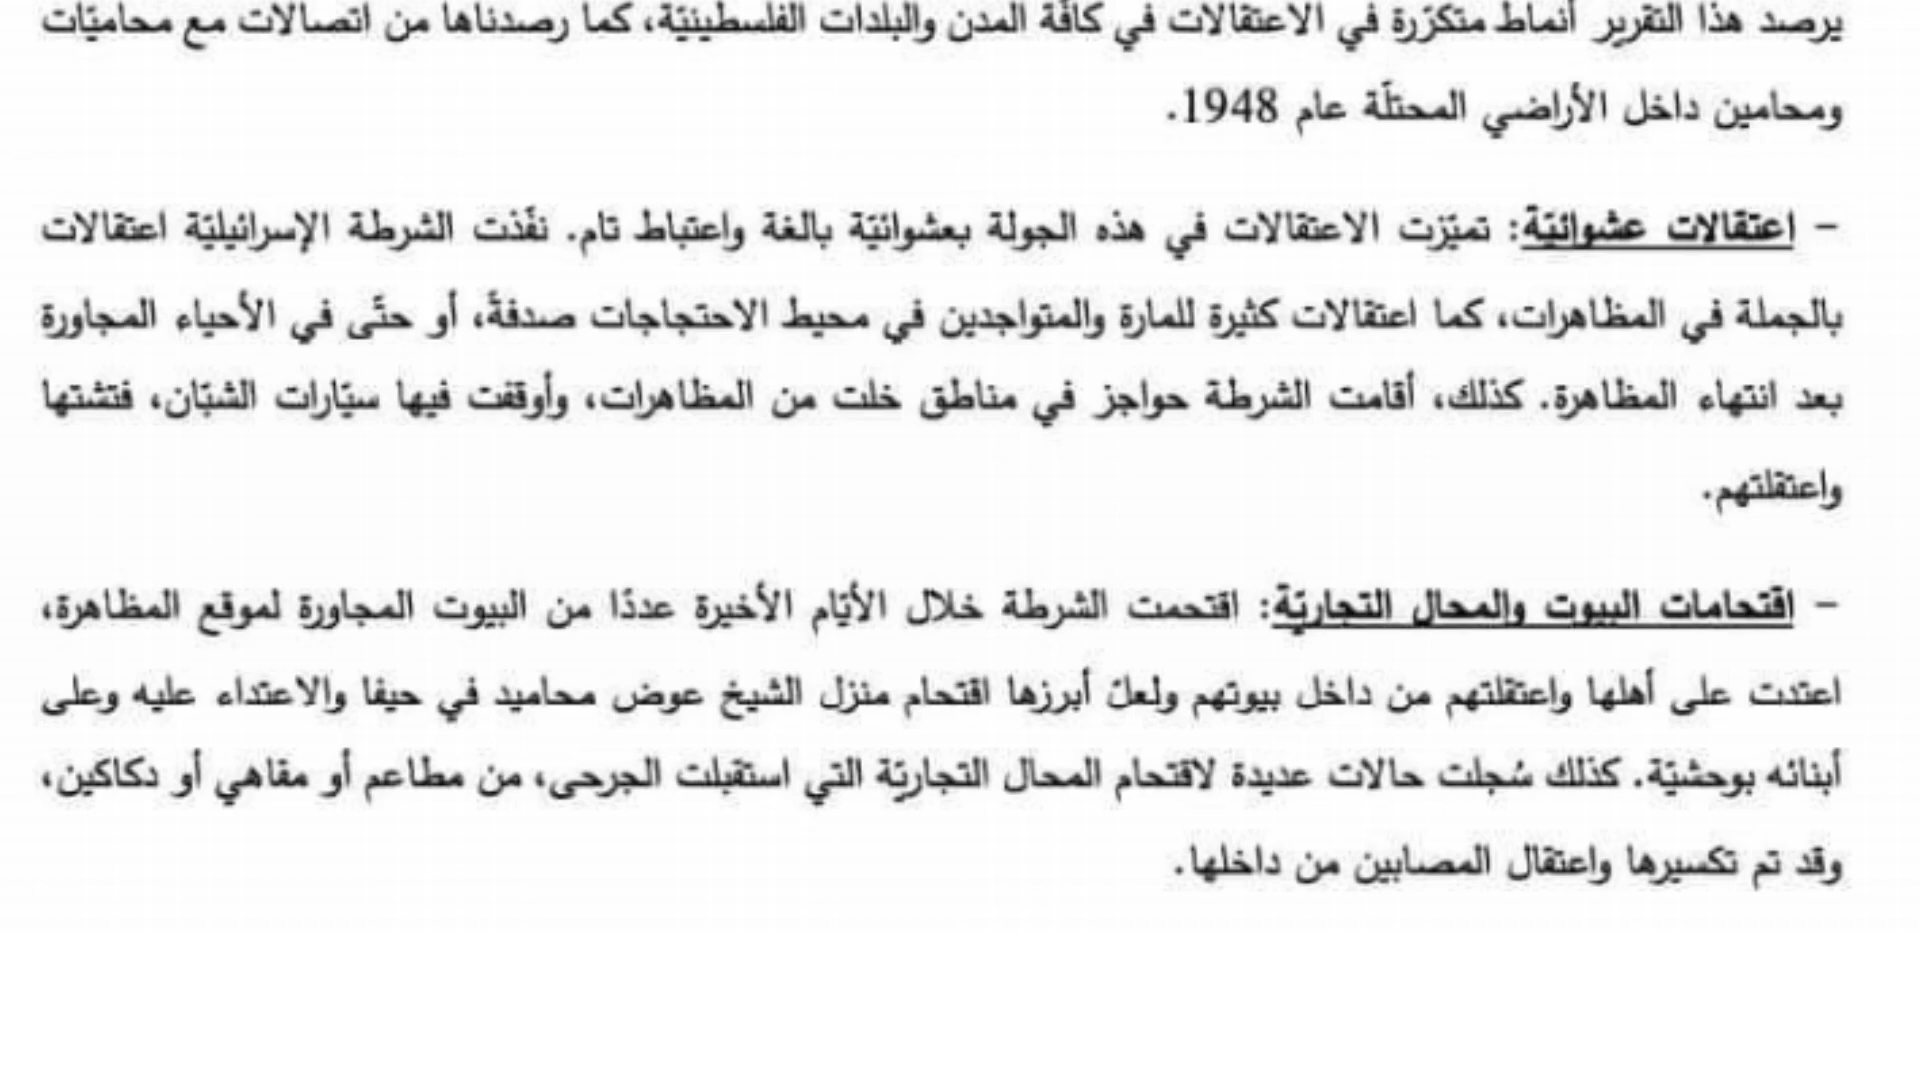 يرصد هذا التقرير أنماط متكرّرة في الاعتقالات في كافّة المدن والبلدات الفلسطينيّة، كما رصدناها من اتصالات مع محاميّات
ومحامين داخل الأراضي المحتلّة عام 1948.
– اعتقالات عشوائيّة: تميّزت الاعتقالات في هذه الجولة بعشوائيّة بالغة واعتباط تام. نفّذت الشرطة الإسرائيليّة اعتقالات
بالجملة في المظاهرات، كما اعتقالات كثيرة للمارة والمتواجدين في محيط الاحتجاجات صدفةً، أو حتّى في الأحياء المجاورة
بعد انتهاء المظاهرة. كذلك، أقامت الشرطة حواجز في مناطق خلت من المظاهرات، وأوقفت فيها سيّارات الشبّان، فتشتها
واعتقلتهم.
– اقتحامات البيوت والمحال التجاريّة: اقتحمت الشرطة خلال الأيّام الأخيرة عددًا من البيوت المجاورة لموقع المظاهرة،
اعتدت على أهلها واعتقلتهم من داخل بيوتهم ولعلّ أبرزها اقتحام منزل الشيخ عوض محاميد في حيفا والاعتداء عليه وعلى
أبنائه بوحشيّة. كذلك سُجلت حالات عديدة لاقتحام المحال التجاريّة التي استقبلت الجرحى، من مطاعم أو مقاهي أو دكاكين،
وقد تم تكسيرها واعتقال المصابين من داخلها.